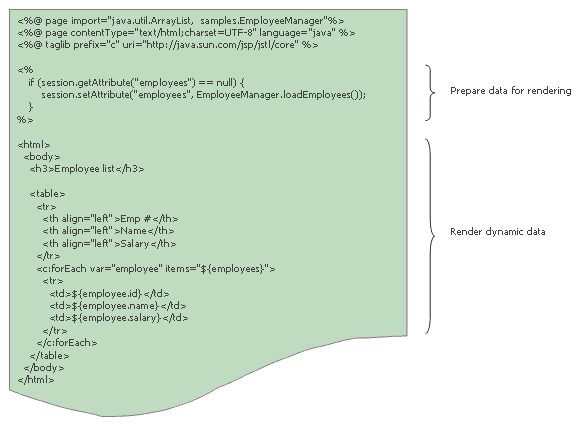 <%@ page import="java.util.ArrayList,  samples.EmployeeManager"%>
<%@ page contentType="text/html;charset=UTF-8" language="java" %>
<%@ taglib prefix="c" uri="http://java.sun.com/jsp/jstl/core" %>
<%
if (session.getAttribute("employees") == null) {
session.setAttribute("employees", EmployeeManager.loadEmployees());
}
%>
Prepare data for rendering
<html>
<body>
<h3>Employee list</h3>
<table>
<tr>
<th align="left">Emp #</th>
<th align="left">Name</th>
<th align="left">Salary</th>
</tr>
<c:forEach var="employee" items="${employees}">
<tr>
<td>${employee.id}</td>
<td>${employee.name}</td>
<td>${employee.salary}</td>
</tr>
</c:forEach>
</table>
</body>
</html>
Render dynamic data